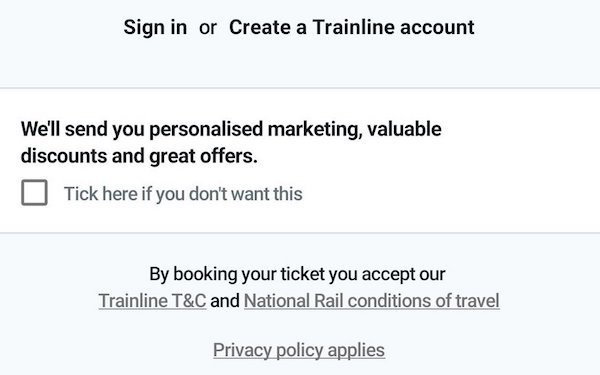 Sign in or Create a Trainline account
We'll send you personalised marketing, valuable
discounts and great offers.
Tick here if you don't want this
By booking your ticket you accept our
Trainline T&C and National Rail conditions of travel
Privacy policy applies